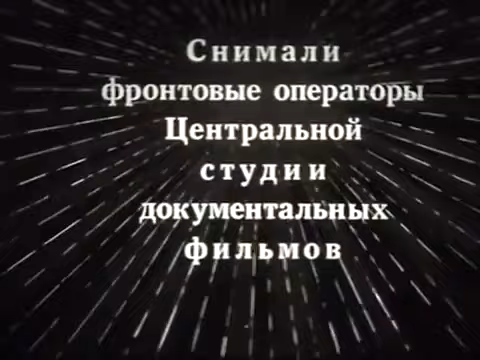 Снимали
фронтовые операторы
Центральной
студии
документальных
фильмов